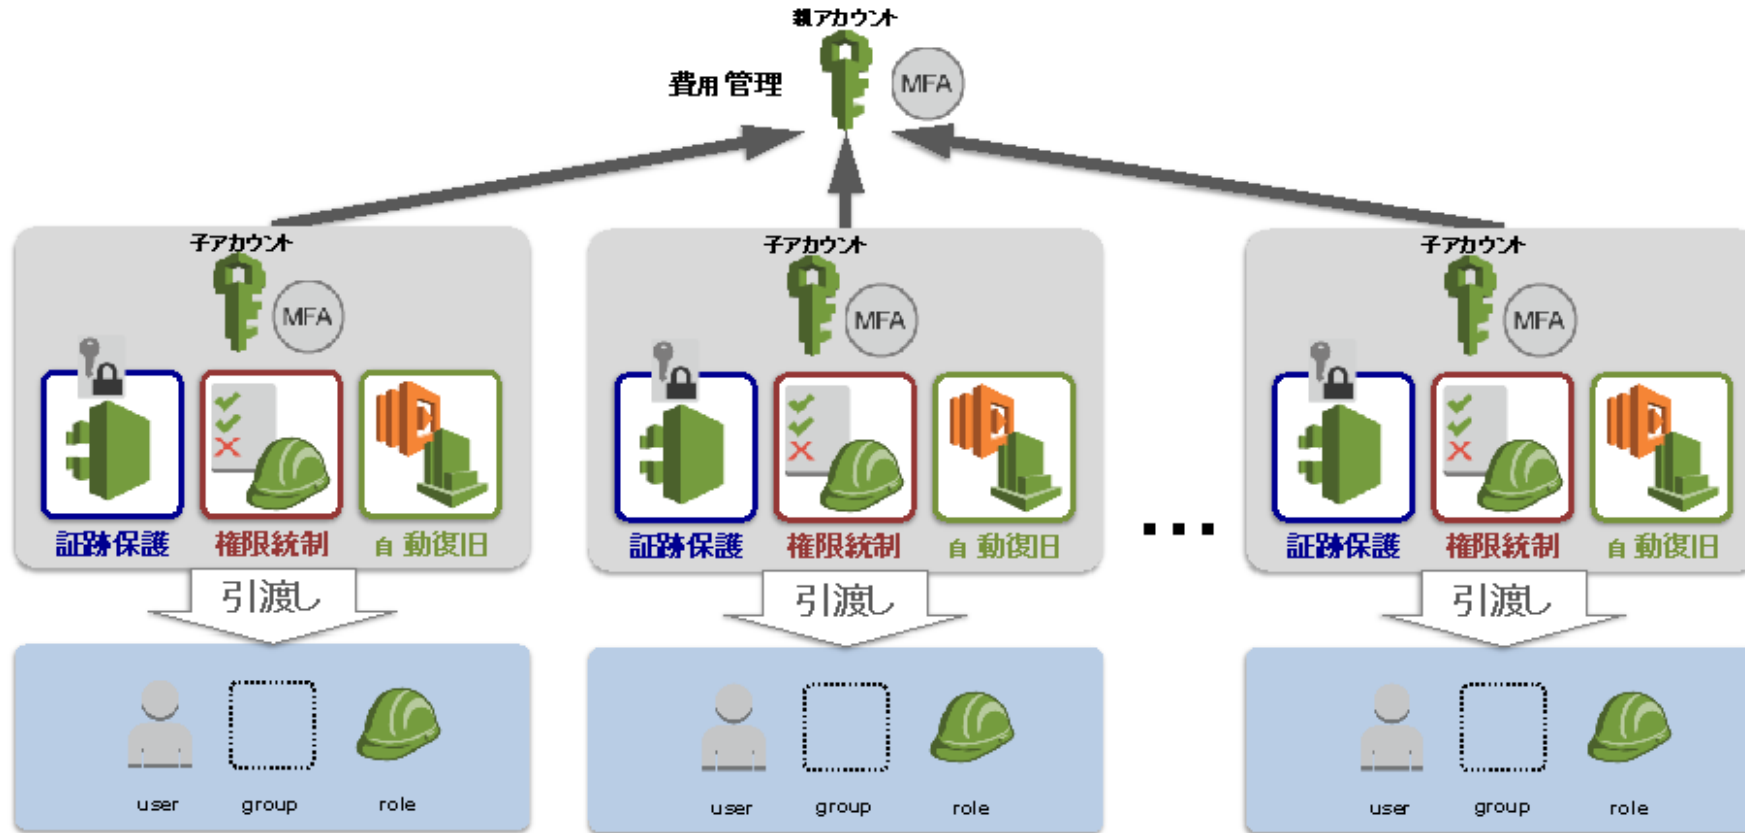 親アカウント
費用管理
MFA
子アカウント
MFA
証跡保護
権限統制
自動復旧
引渡し
user
group
role
子アカウント
MFA
証跡保護
権限統制
自動復旧
引渡し
user
group
role
...
子アカウント
MFA
証跡保護
権限統制
自動復旧
引渡し
user
group
role